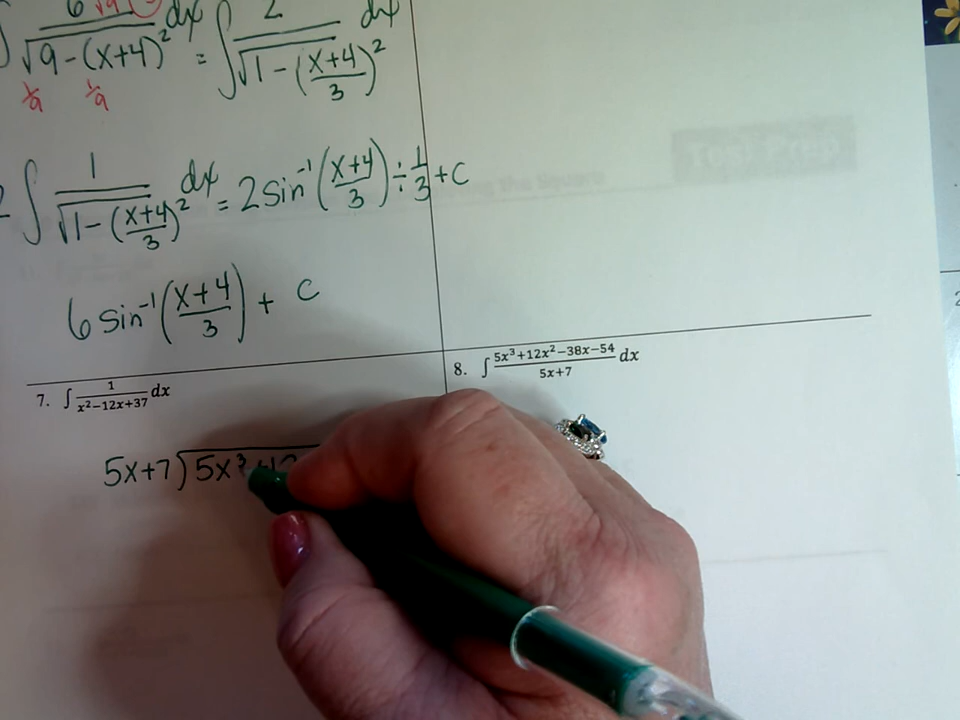 ∫ 6 / √(9 - (x+4)²) dx = ∫ 2 / √(1 - ((x+4)/3)²) dx
1/9 1/9
∫ 1 / √(1 - ((x+4)/3)²) dx = 2 sin⁻¹((x+4)/3) ÷ 1/3 + C
6 sin⁻¹((x+4)/3) + C
7. ∫ 1/(x²−12x+37) dx
8. ∫ (5x³+12x²−38x−54)/(5x+7) dx
5x+7)5x³